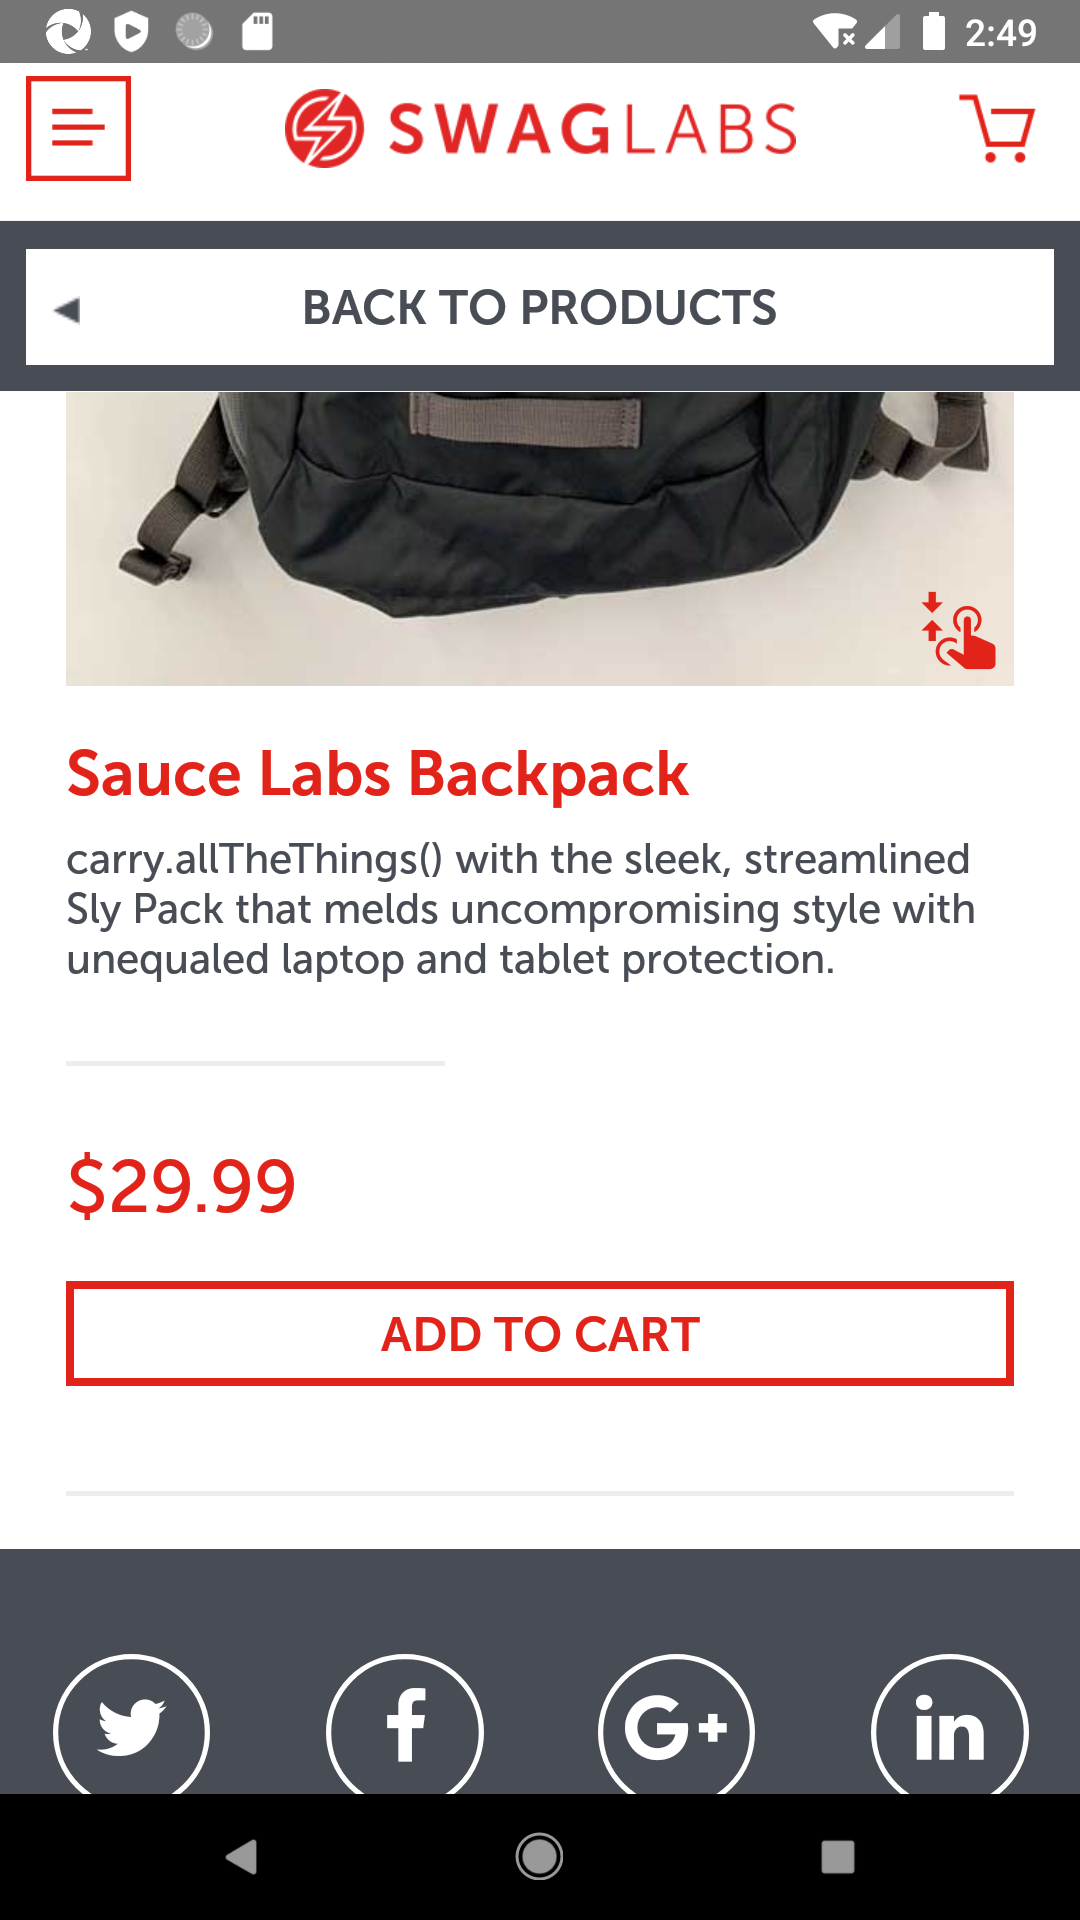 2:49
SWAGLABS
BACK TO PRODUCTS
Sauce Labs Backpack
carry.allTheThings() with the sleek, streamlined
Sly Pack that melds uncompromising style with
unequaled laptop and tablet protection.
$29.99
ADD TO CART